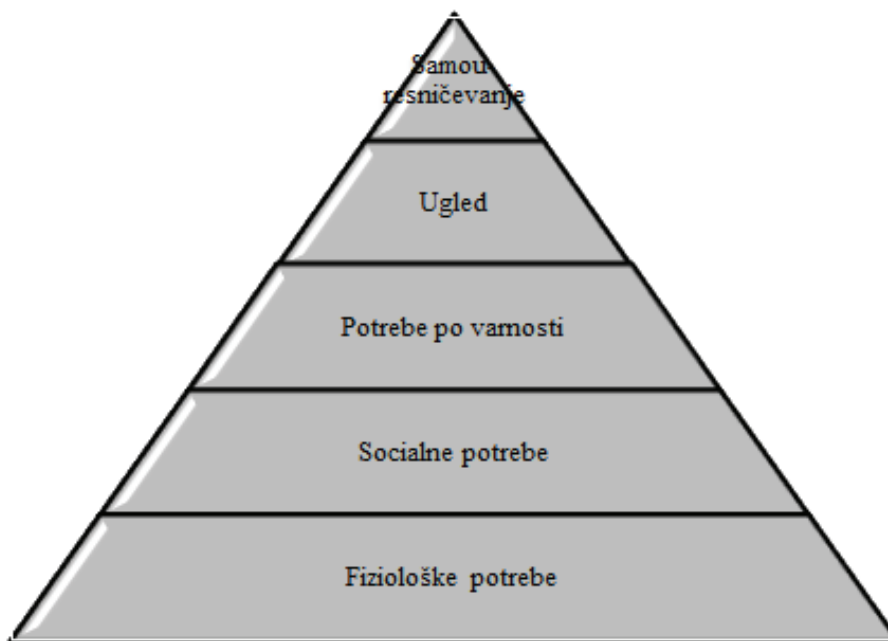 Samou-
resničevanje
Ugled
Potrebe po varnosti
Socialne potrebe
Fiziološke potrebe